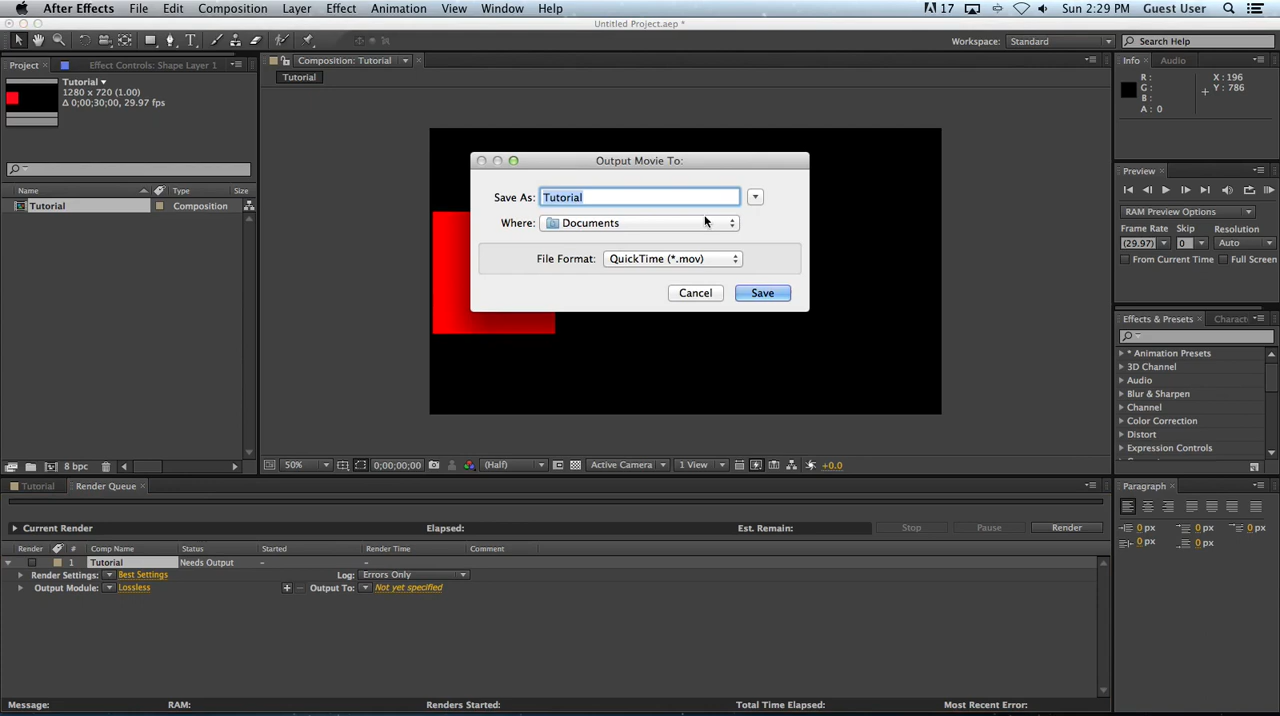 After Effects File Edit Composition Layer Effect Animation View Window Help 17 Sun 2:29 PM Guest User
Untitled Project.aep *
Workspace: Standard Search Help
Project Effect Controls: Shape Layer 1 Composition: Tutorial Info Audio
Tutorial
1280 x 720 (1.00)
Δ 0;00;30;00, 29.97 fps
Tutorial
R :
G :
B :
A : 0
X : 196
Y : 786
Output Movie To:
Save As: Tutorial
Where: Documents
File Format: QuickTime (*.mov)
Cancel Save
Name Type Size
Tutorial Composition
Preview
RAM Preview Options
Frame Rate Skip Resolution
(29.97) 0 Auto
From Current Time Full Screen
Effects & Presets Charact
* Animation Presets
3D Channel
Audio
Blur & Sharpen
Channel
Color Correction
Distort
Expression Controls
8 bpc
50% 0;00;00;00 (Half) Active Camera 1 View +0.0
Tutorial Render Queue
Current Render Elapsed: Est. Remain: Stop Pause Render
Render # Comp Name Status Started Render Time Comment
1 Tutorial Needs Output – –
Render Settings: Best Settings Log: Errors Only
Output Module: Lossless Output To: Not yet specified
Paragraph
0 px 0 px 0 px
0 px 0 px
Message: RAM: Renders Started: Total Time Elapsed: Most Recent Error: